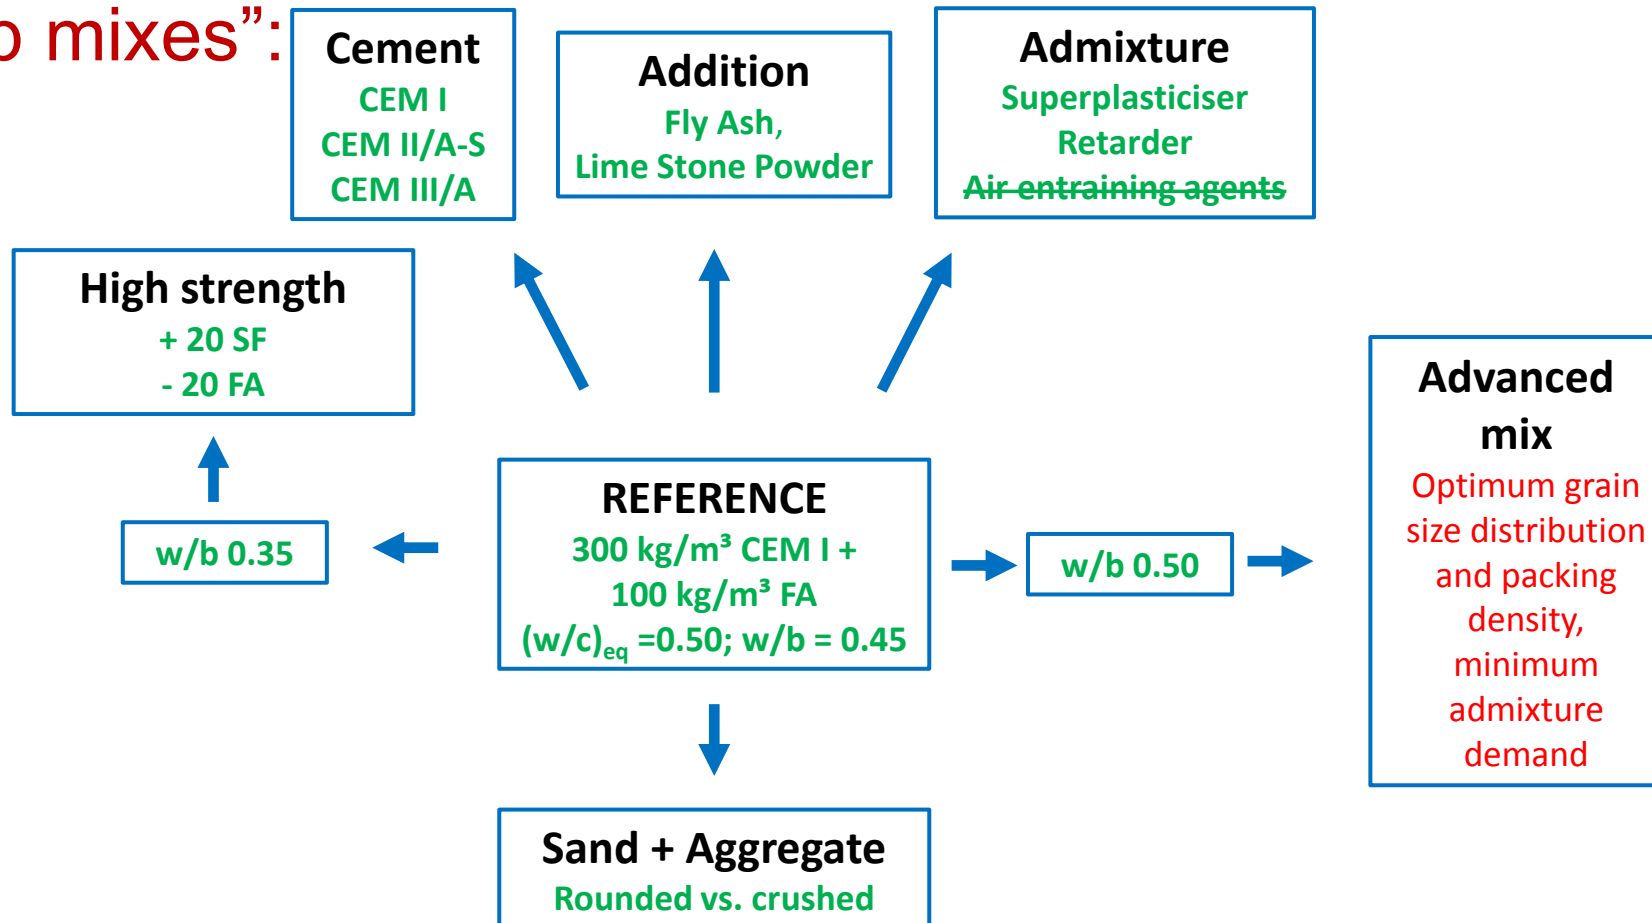 mixes”:
Cement
CEM I
CEM II/A-S
CEM III/A
Addition
Fly Ash,
Lime Stone Powder
Admixture
Superplasticiser
Retarder
Air entraining agents
High strength
+ 20 SF
- 20 FA
w/b 0.35
REFERENCE
300 kg/m³ CEM I +
100 kg/m³ FA
(w/c)eq =0.50; w/b = 0.45
w/b 0.50
Advanced
mix
Optimum grain
size distribution
and packing
density,
minimum
admixture
demand
Sand + Aggregate
Rounded vs. crushed